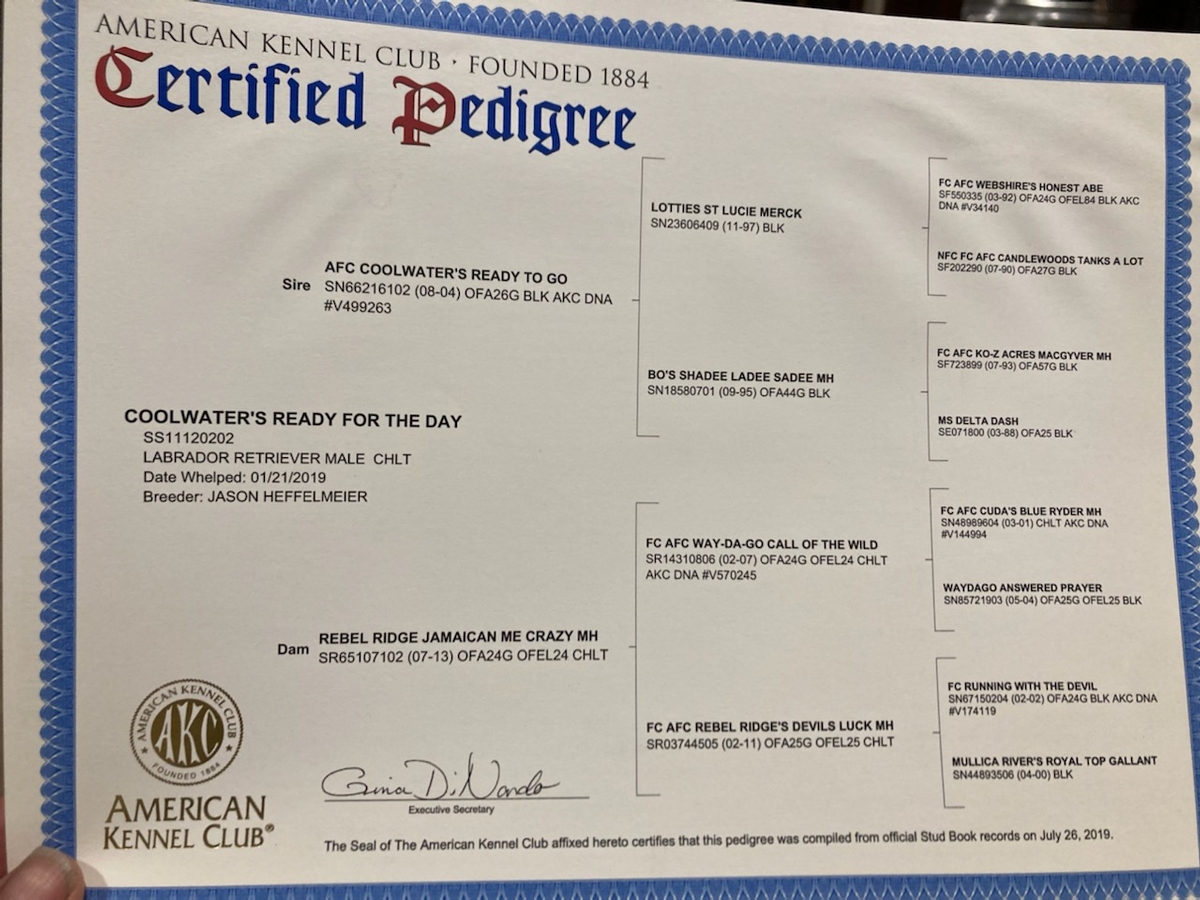 AMERICAN KENNEL CLUB · FOUNDED 1884
Certified Pedigree
LOTTIES ST LUCIE MERCK
SN23606409 (11-97) BLK
FC AFC WEBSHIRE'S HONEST ABE
SF550335 (03-92) OFA24G OFEL84 BLK AKC
DNA #V34140
NFC FC AFC CANDLEWOODS TANKS A LOT
SF202290 (07-90) OFA27G BLK
Sire
AFC COOLWATER'S READY TO GO
SN66216102 (08-04) OFA26G BLK AKC DNA
#V499263
BO'S SHADEE LADEE SADEE MH
SN18580701 (09-95) OFA44G BLK
FC AFC KO-Z ACRES MACGYVER MH
SF723899 (07-93) OFA57G BLK
MS DELTA DASH
SE071800 (03-88) OFA25 BLK
COOLWATER'S READY FOR THE DAY
SS11120202
LABRADOR RETRIEVER MALE CHLT
Date Whelped: 01/21/2019
Breeder: JASON HEFFELMEIER
FC AFC WAY-DA-GO CALL OF THE WILD
SR14310806 (02-07) OFA24G OFEL24 CHLT
AKC DNA #V570245
FC AFC CUDA'S BLUE RYDER MH
SN48989604 (03-01) CHLT AKC DNA
#V144994
WAYDAGO ANSWERED PRAYER
SN85721903 (05-04) OFA25G OFEL25 BLK
Dam
REBEL RIDGE JAMAICAN ME CRAZY MH
SR65107102 (07-13) OFA24G OFEL24 CHLT
FC AFC REBEL RIDGE'S DEVILS LUCK MH
SR03744505 (02-11) OFA25G OFEL25 CHLT
FC RUNNING WITH THE DEVIL
SN67150204 (02-02) OFA24G BLK AKC DNA
#V174119
MULLICA RIVER'S ROYAL TOP GALLANT
SN44893506 (04-00) BLK
AMERICAN KENNEL CLUB
AKC
FOUNDED 1884
AMERICAN
KENNEL CLUB®
Gina DiNardo
Executive Secretary
The Seal of The American Kennel Club affixed hereto certifies that this pedigree was compiled from official Stud Book records on July 26, 2019.